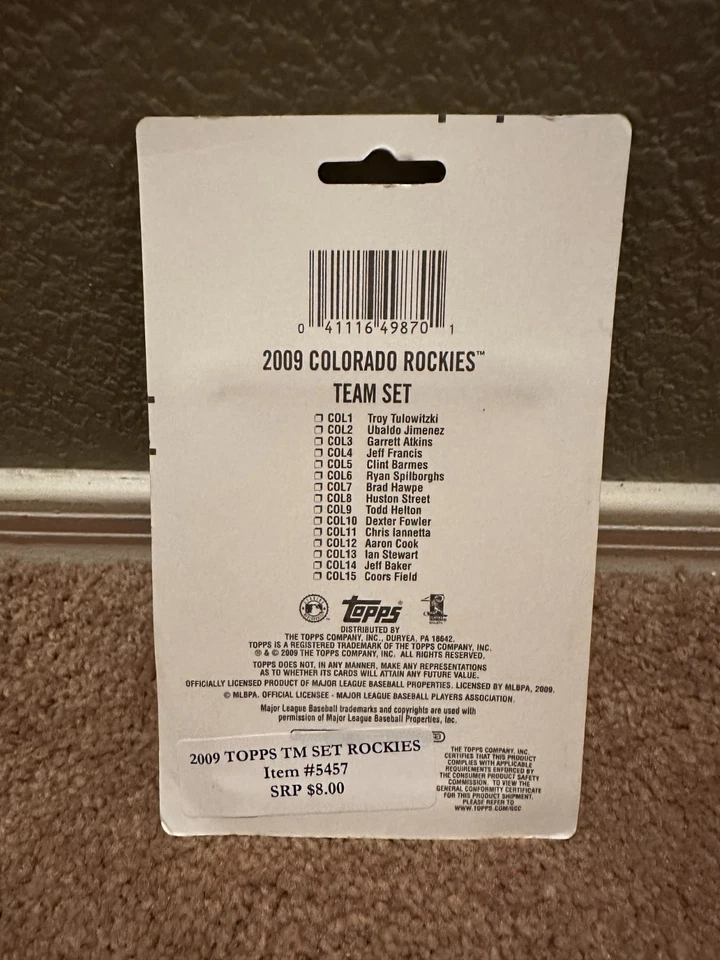 0 41116 49870 1
2009 COLORADO ROCKIES™
TEAM SET
COL1 Troy Tulowitzki
COL2 Ubaldo Jimenez
COL3 Garrett Atkins
COL4 Jeff Francis
COL5 Clint Barmes
COL6 Ryan Spilborghs
COL7 Brad Hawpe
COL8 Huston Street
COL9 Todd Helton
COL10 Dexter Fowler
COL11 Chris Iannetta
COL12 Aaron Cook
COL13 Ian Stewart
COL14 Jeff Baker
COL15 Coors Field
Topps
DISTRIBUTED BY
THE TOPPS COMPANY, INC., DURYEA, PA 18642.
TOPPS IS A REGISTERED TRADEMARK OF THE TOPPS COMPANY, INC.
® & © 2009 THE TOPPS COMPANY, INC. ALL RIGHTS RESERVED.
TOPPS DOES NOT, IN ANY MANNER, MAKE ANY REPRESENTATIONS
AS TO WHETHER ITS CARDS WILL ATTAIN ANY FUTURE VALUE.
OFFICIALLY LICENSED PRODUCT OF MAJOR LEAGUE BASEBALL PROPERTIES. LICENSED BY MLBPA, 2009.
© MLBPA. OFFICIAL LICENSEE - MAJOR LEAGUE BASEBALL PLAYERS ASSOCIATION.
Major League Baseball trademarks and copyrights are used with
permission of Major League Baseball Properties, Inc.
2009 TOPPS TM SET ROCKIES
Item #5457
SRP $8.00
THE TOPPS COMPANY, INC.
CERTIFIES THAT THIS PRODUCT
COMPLIES WITH APPLICABLE
REQUIREMENTS ENFORCED BY
THE CONSUMER PRODUCT SAFETY
COMMISSION. TO VIEW THE
GENERAL CONFORMITY CERTIFICATE
FOR THIS PRODUCT SHIPMENT,
PLEASE REFER TO
WWW.TOPPS.COM/GCC